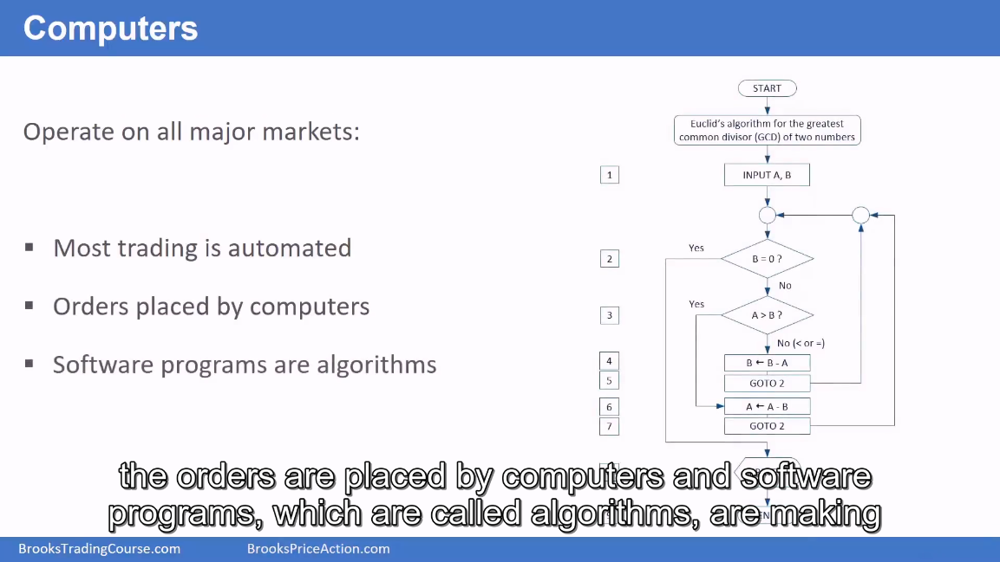 Computers
Operate on all major markets:
▪ Most trading is automated
▪ Orders placed by computers
▪ Software programs are algorithms
START
Euclid's algorithm for the greatest
common divisor (GCD) of two numbers
1
INPUT A, B
Yes
2
B = 0 ?
No
Yes
3
A > B ?
No (< or =)
4
B ← B - A
5
GOTO 2
6
A ← A - B
7
GOTO 2
the orders are placed by computers and software
programs, which are called algorithms, are making
BrooksTradingCourse.com
BrooksPriceAction.com